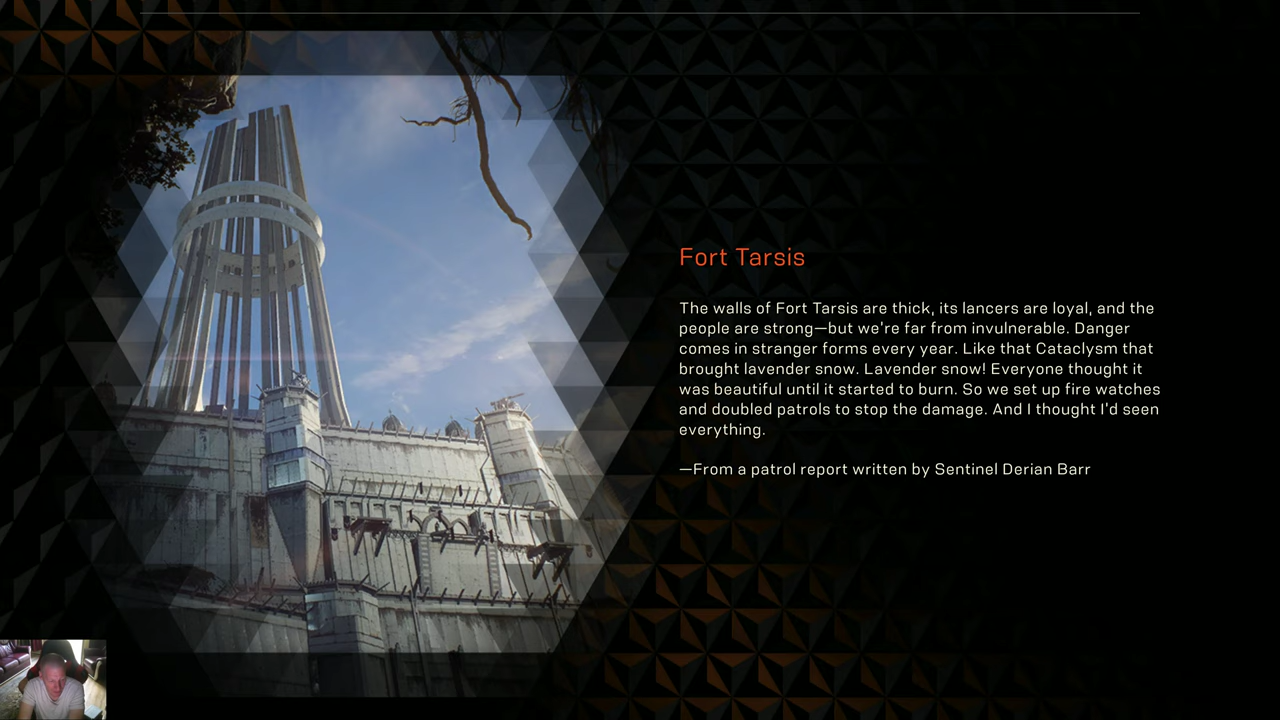 Fort Tarsis
The walls of Fort Tarsis are thick, its lancers are loyal, and the
people are strong—but we're far from invulnerable. Danger
comes in stranger forms every year. Like that Cataclysm that
brought lavender snow. Lavender snow! Everyone thought it
was beautiful until it started to burn. So we set up fire watches
and doubled patrols to stop the damage. And I thought I'd seen
everything.
—From a patrol report written by Sentinel Derian Barr